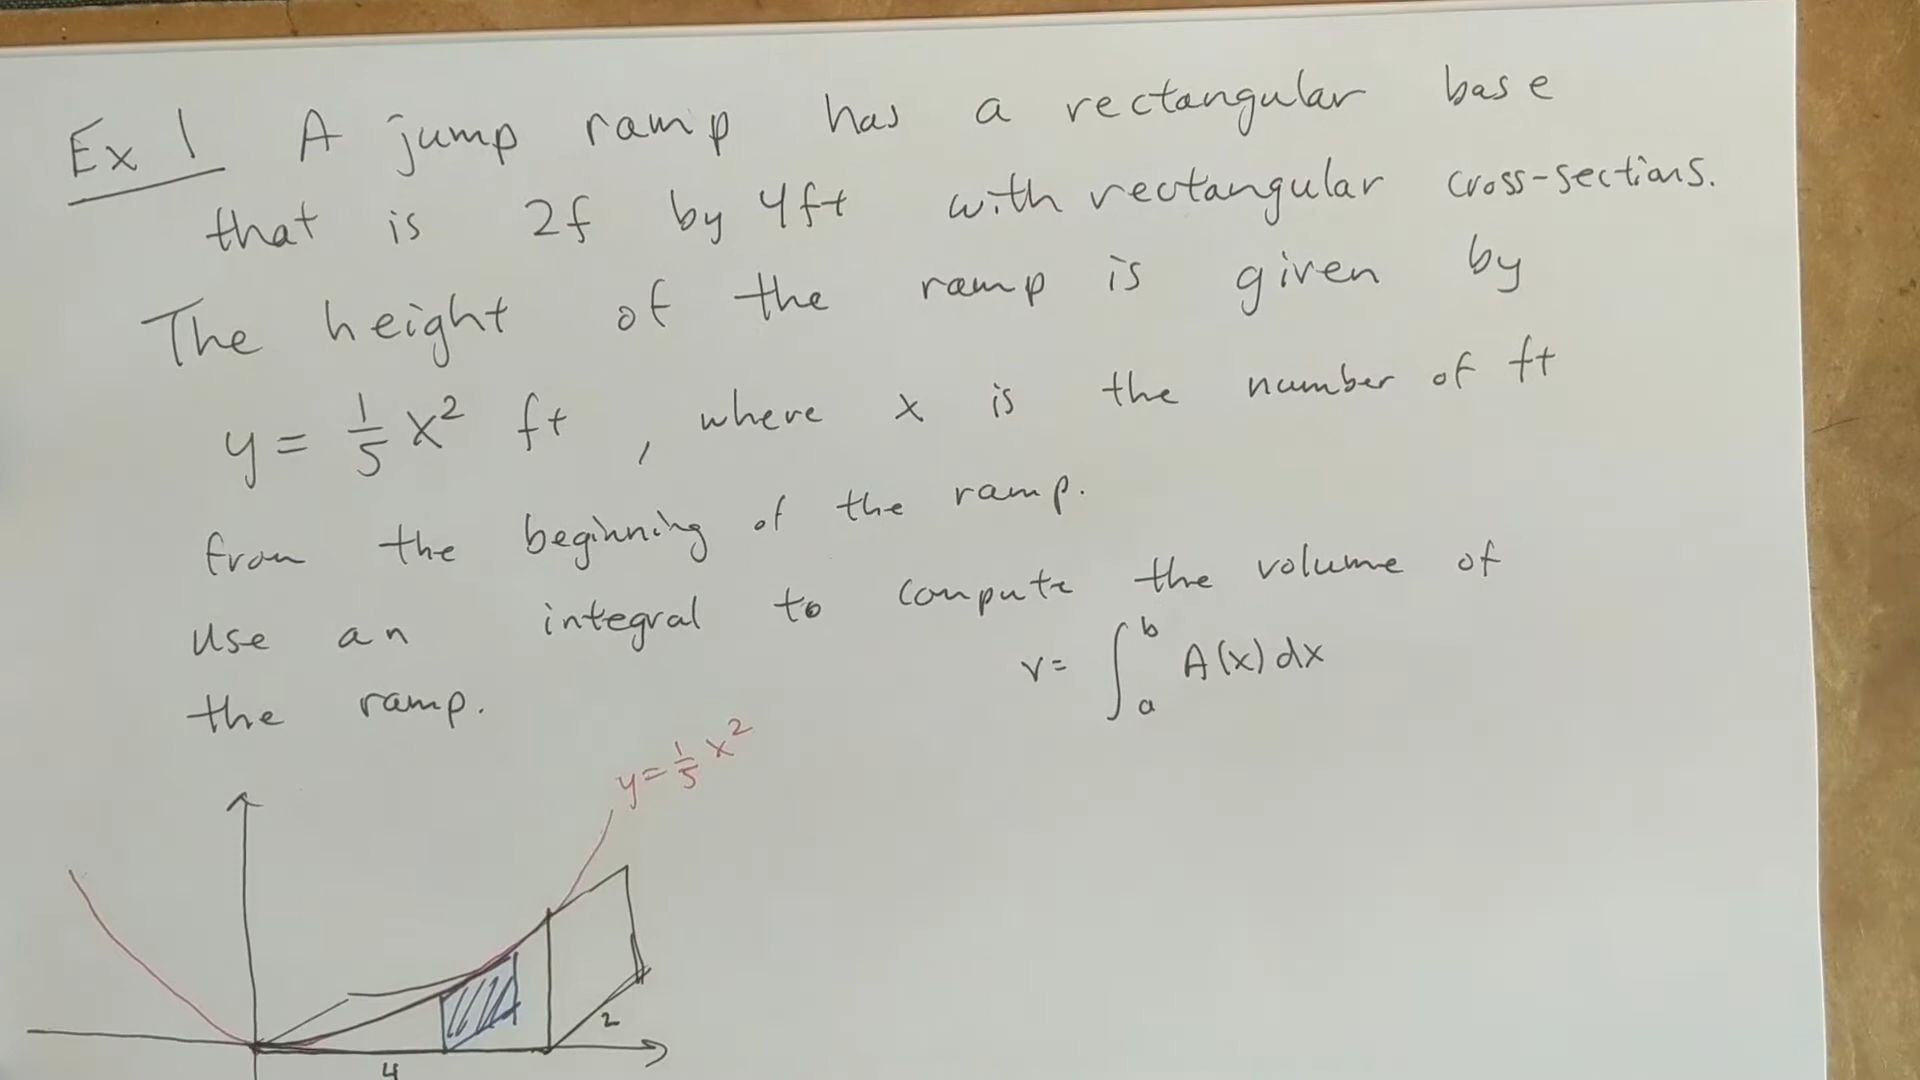 Ex 1 A jump ramp has a rectangular base
that is 2f by 4ft with rectangular cross-sections.
The height of the ramp is given by
y = 1/5 x² ft, where x is the number of ft
from the beginning of the ramp.
Use an integral to compute the volume of
the ramp.
V = ∫_a^b A(x) dx
y = 1/5 x²
2
4